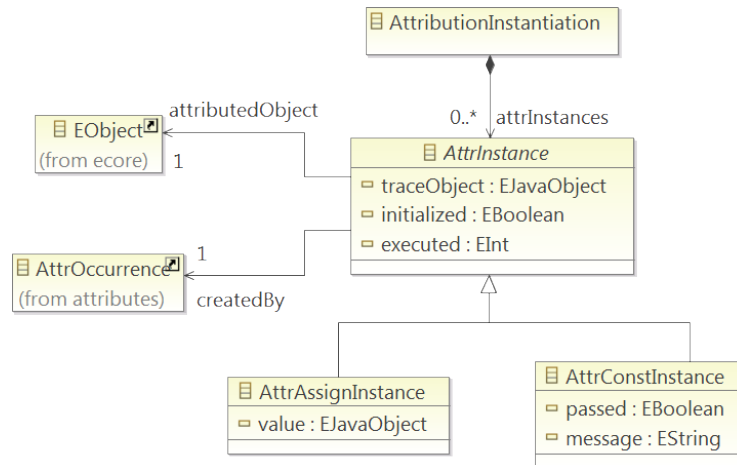 AttributionInstantiation
attributedObject
0..* attrInstances
EObject
(from ecore)
1
AttrInstance
traceObject : EJavaObject
initialized : EBoolean
executed : EInt
1
AttrOccurrence
(from attributes)
createdBy
AttrAssignInstance
value : EJavaObject
AttrConstInstance
passed : EBoolean
message : EString